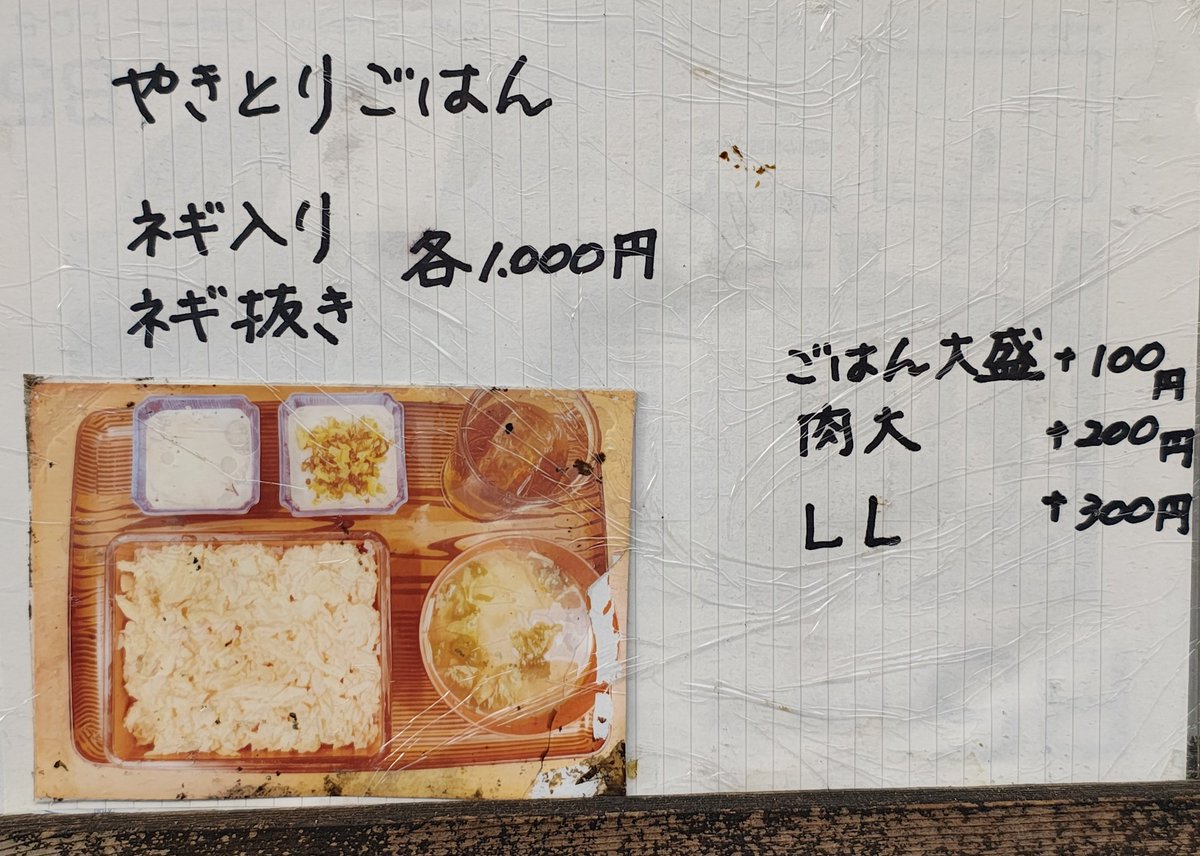 やきとりごはん
ネギ入り
ネギ抜き
各1.000円
ごはん大盛+100円
肉大 +200円
LL +300円